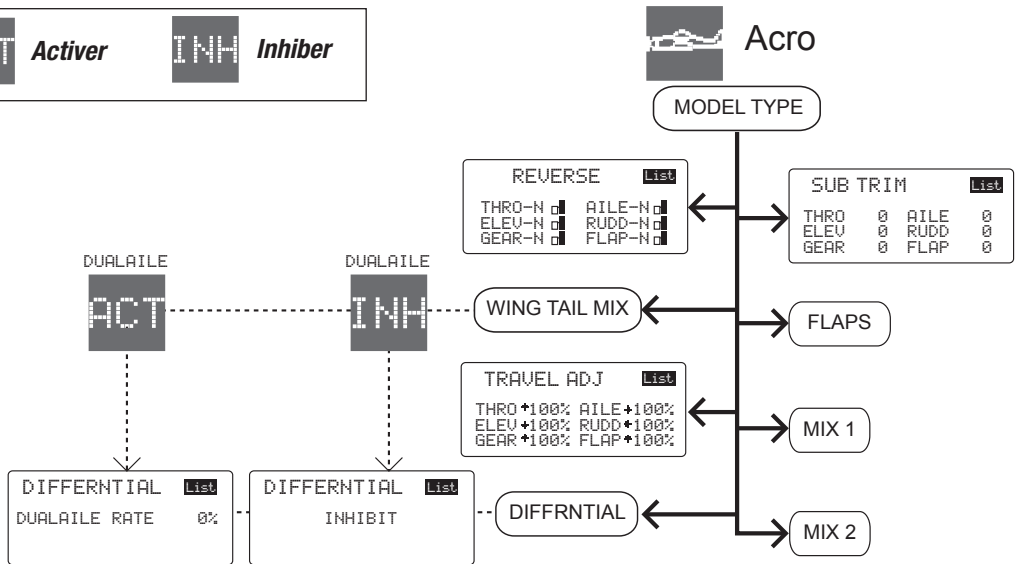 T Activer INH Inhiber
Acro
MODEL TYPE
REVERSE List
THRO-N AILE-N
ELEV-N RUDD-N
GEAR-N FLAP-N
SUB TRIM List
THRO 0 AILE 0
ELEV 0 RUDD 0
GEAR 0 FLAP 0
DUALAILE
ACT
DUALAILE
INH
WING TAIL MIX
FLAPS
TRAVEL ADJ List
THRO↑100% AILE←100%
ELEV↓100% RUDD←100%
GEAR↑100% FLAP↑100%
MIX 1
DIFFERNTIAL List
DUALAILE RATE 0%
DIFFERNTIAL List
INHIBIT
DIFFRNTIAL
MIX 2